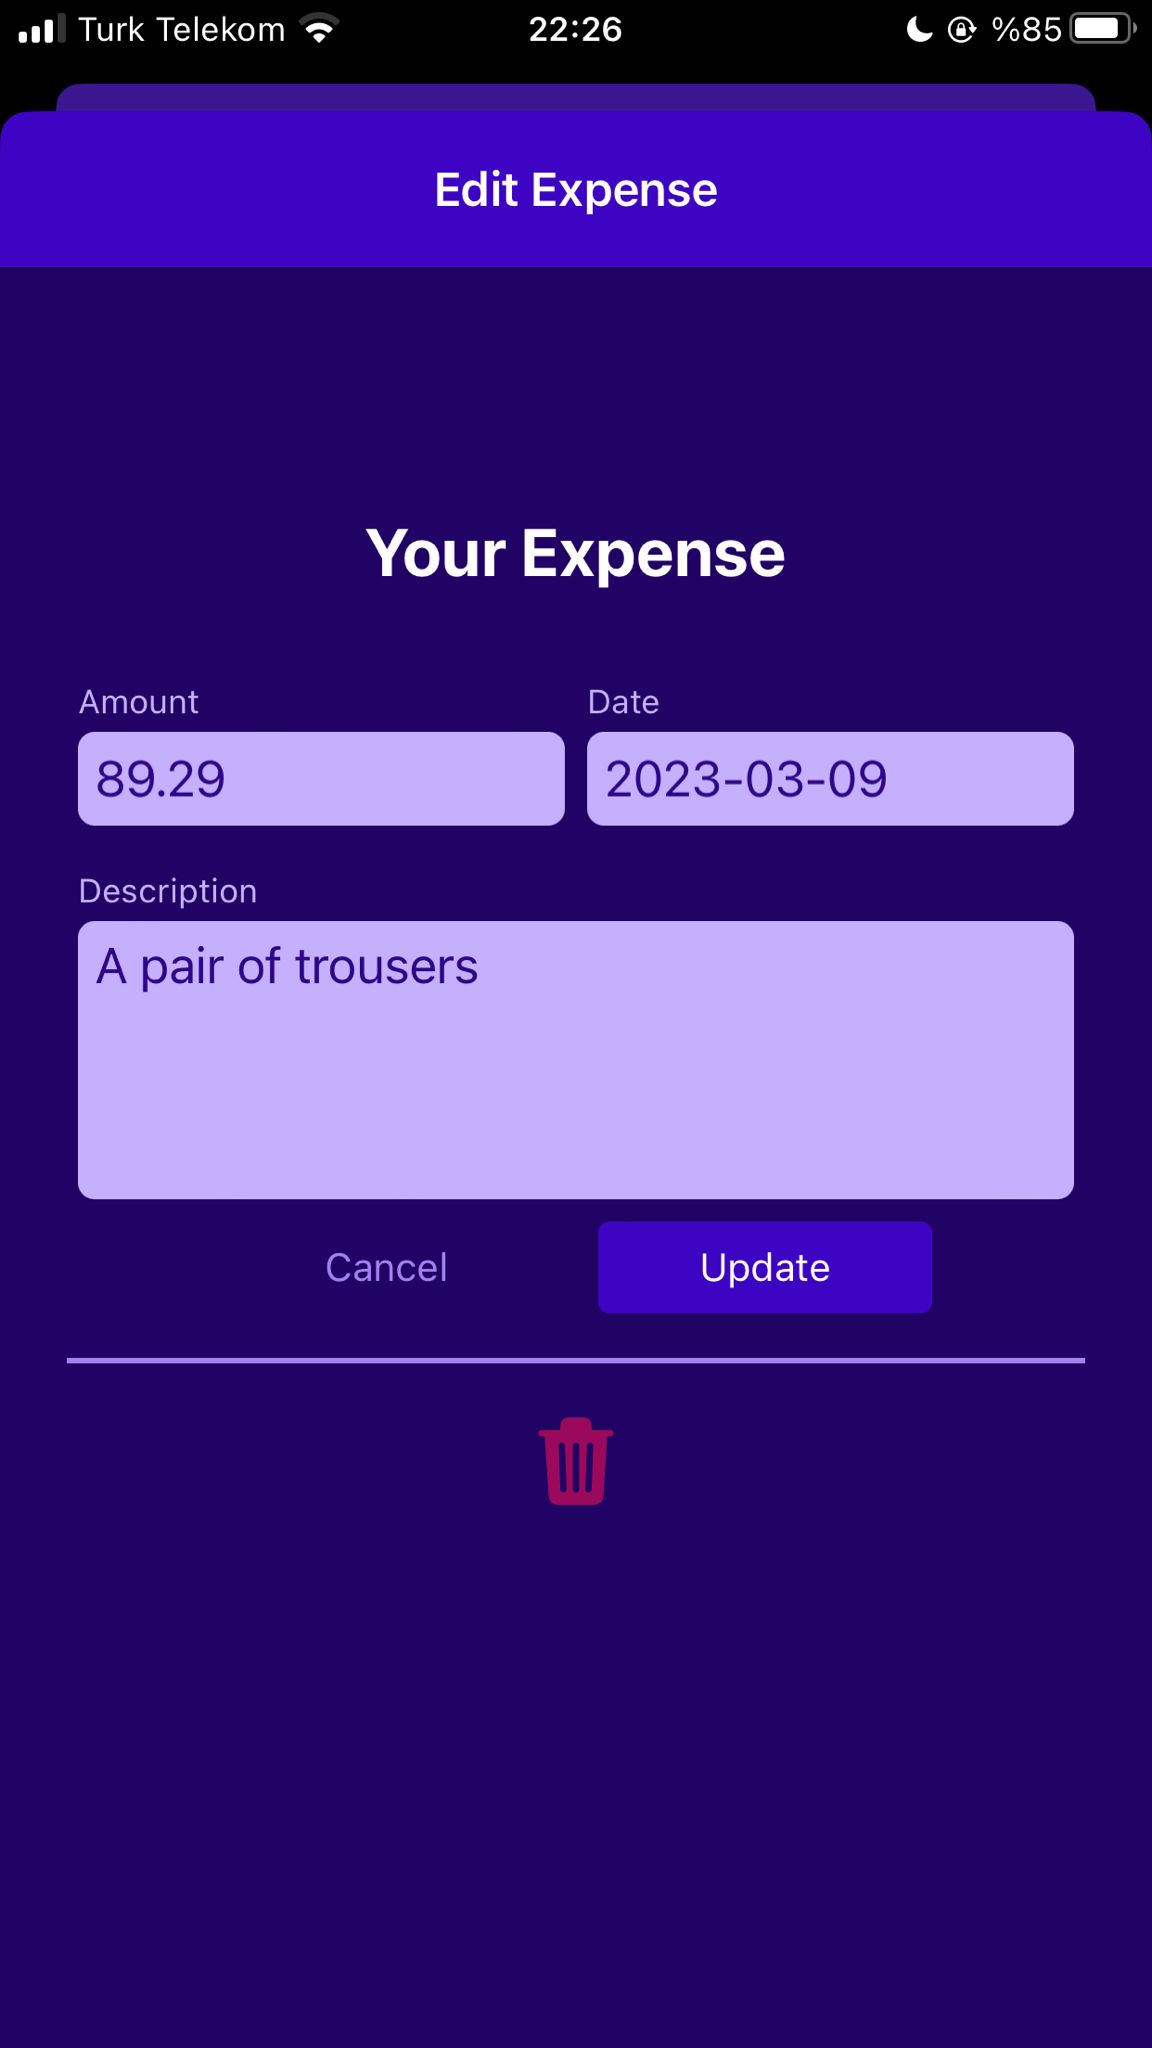 Turk Telekom 22:26 %85
Edit Expense
Your Expense
Amount Date
89.29 2023-03-09
Description
A pair of trousers
Cancel Update